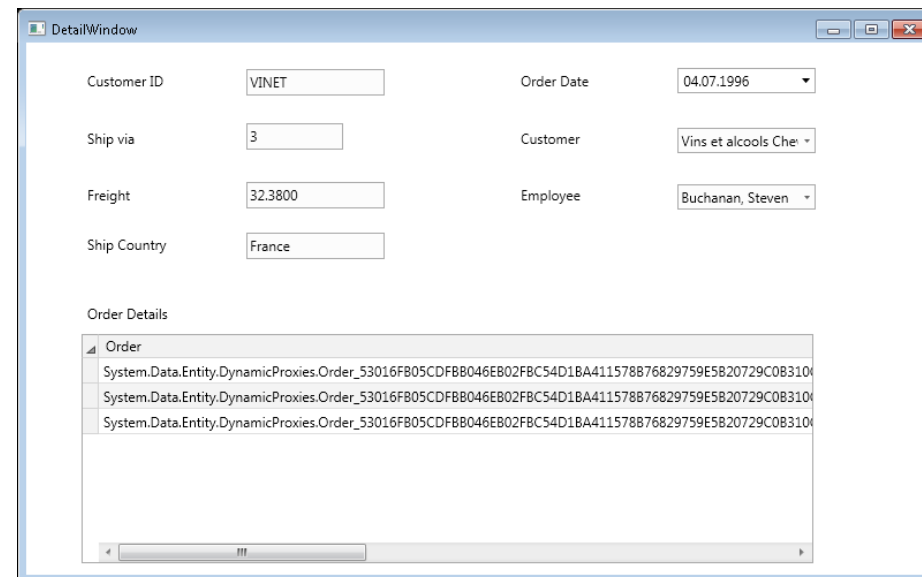 DetailWindow
Customer ID VINET Order Date 04.07.1996
Ship via 3 Customer Vins et alcools Che
Freight 32.3800 Employee Buchanan, Steven
Ship Country France
Order Details
Order
System.Data.Entity.DynamicProxies.Order_53016FB05CDFBB046EB02FBC54D1BA411578B76829759E5B20729C0B310
System.Data.Entity.DynamicProxies.Order_53016FB05CDFBB046EB02FBC54D1BA411578B76829759E5B20729C0B310
System.Data.Entity.DynamicProxies.Order_53016FB05CDFBB046EB02FBC54D1BA411578B76829759E5B20729C0B310